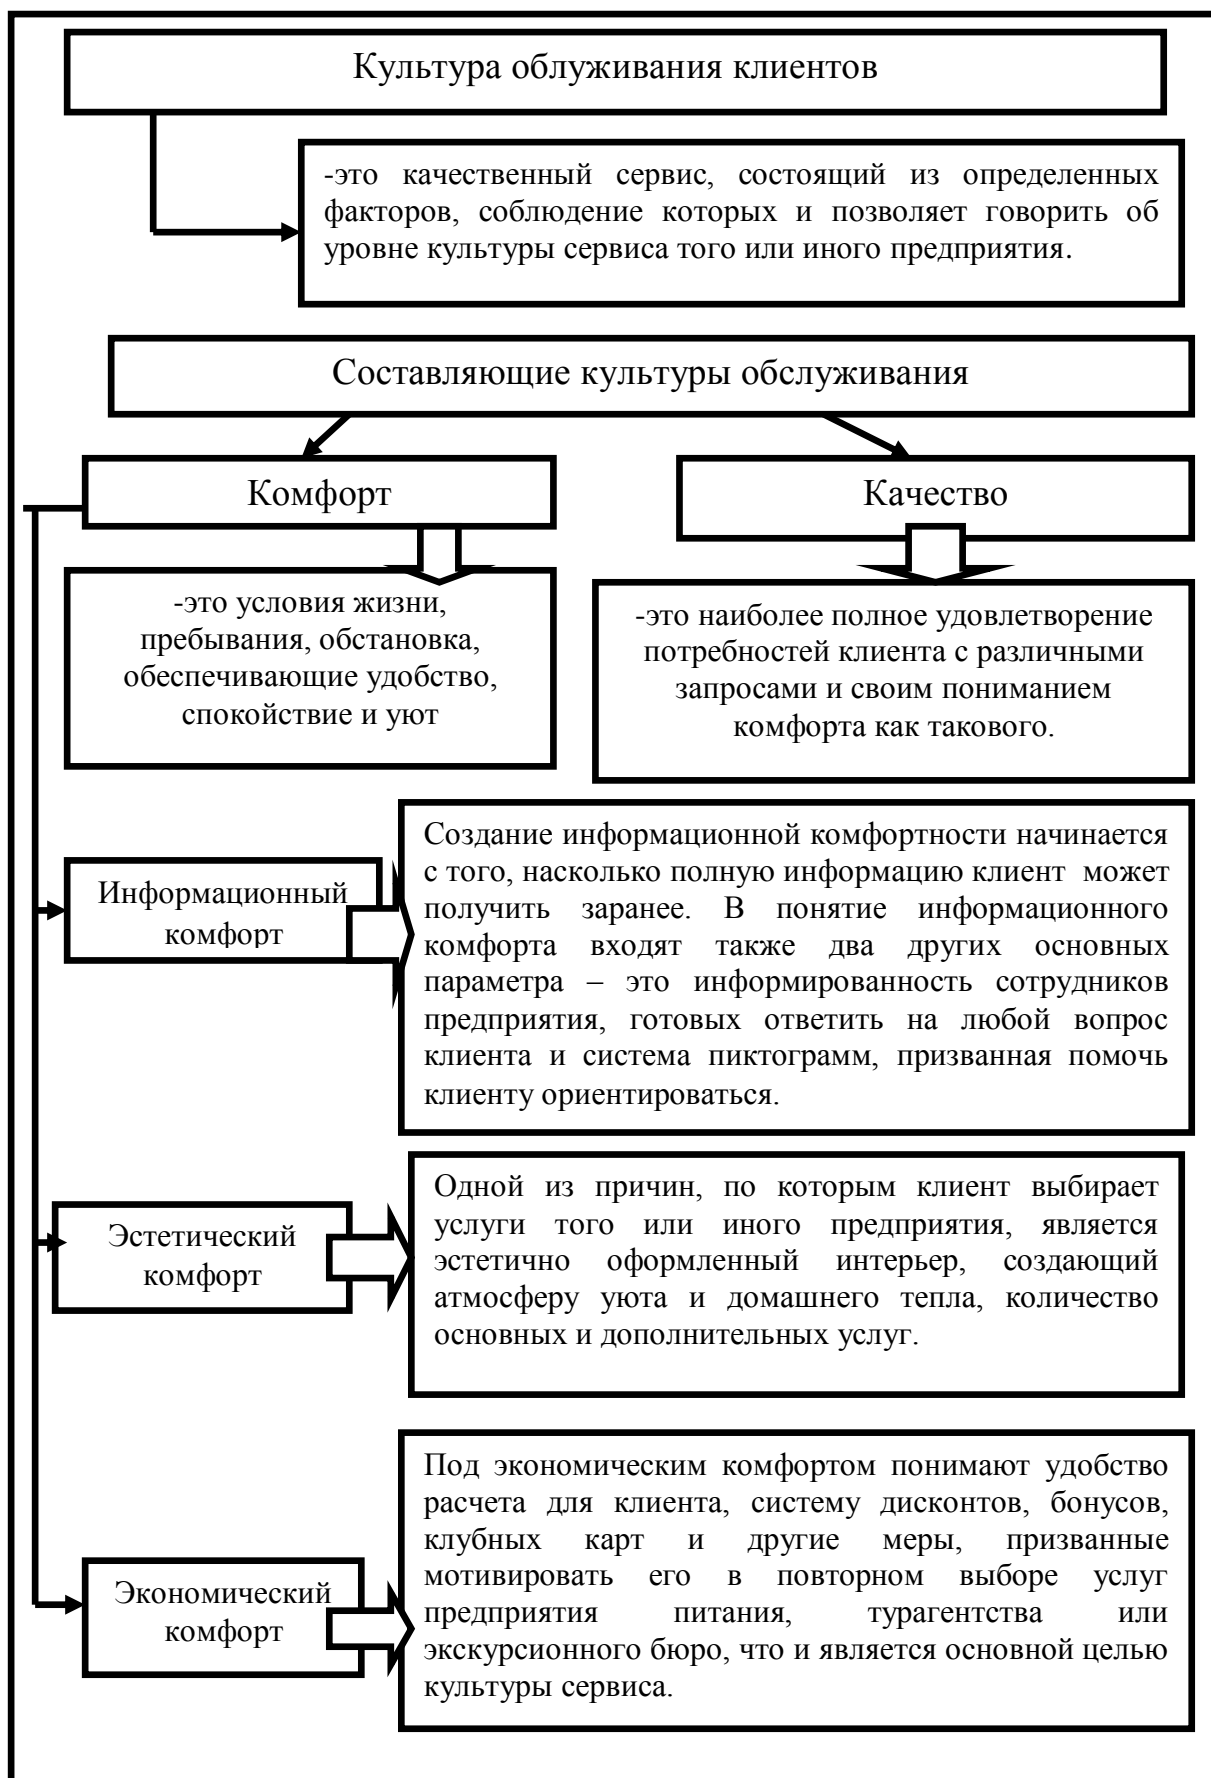 Культура облуживания клиентов
-это качественный сервис, состоящий из определенных
факторов, соблюдение которых и позволяет говорить об
уровне культуры сервиса того или иного предприятия.
Составляющие культуры обслуживания
Комфорт
Качество
-это условия жизни,
пребывания, обстановка,
обеспечивающие удобство,
спокойствие и уют
-это наиболее полное удовлетворение
потребностей клиента с различными
запросами и своим пониманием
комфорта как такового.
Информационный
комфорт
Создание информационной комфортности начинается
с того, насколько полную информацию клиент может
получить заранее. В понятие информационного
комфорта входят также два других основных
параметра – это информированность сотрудников
предприятия, готовых ответить на любой вопрос
клиента и система пиктограмм, призванная помочь
клиенту ориентироваться.
Эстетический
комфорт
Одной из причин, по которым клиент выбирает
услуги того или иного предприятия, является
эстетично оформленный интерьер, создающий
атмосферу уюта и домашнего тепла, количество
основных и дополнительных услуг.
Экономический
комфорт
Под экономическим комфортом понимают удобство
расчета для клиента, систему дисконтов, бонусов,
клубных карт и другие меры, призванные
мотивировать его в повторном выборе услуг
предприятия питания, турагентства или
экскурсионного бюро, что и является основной целью
культуры сервиса.